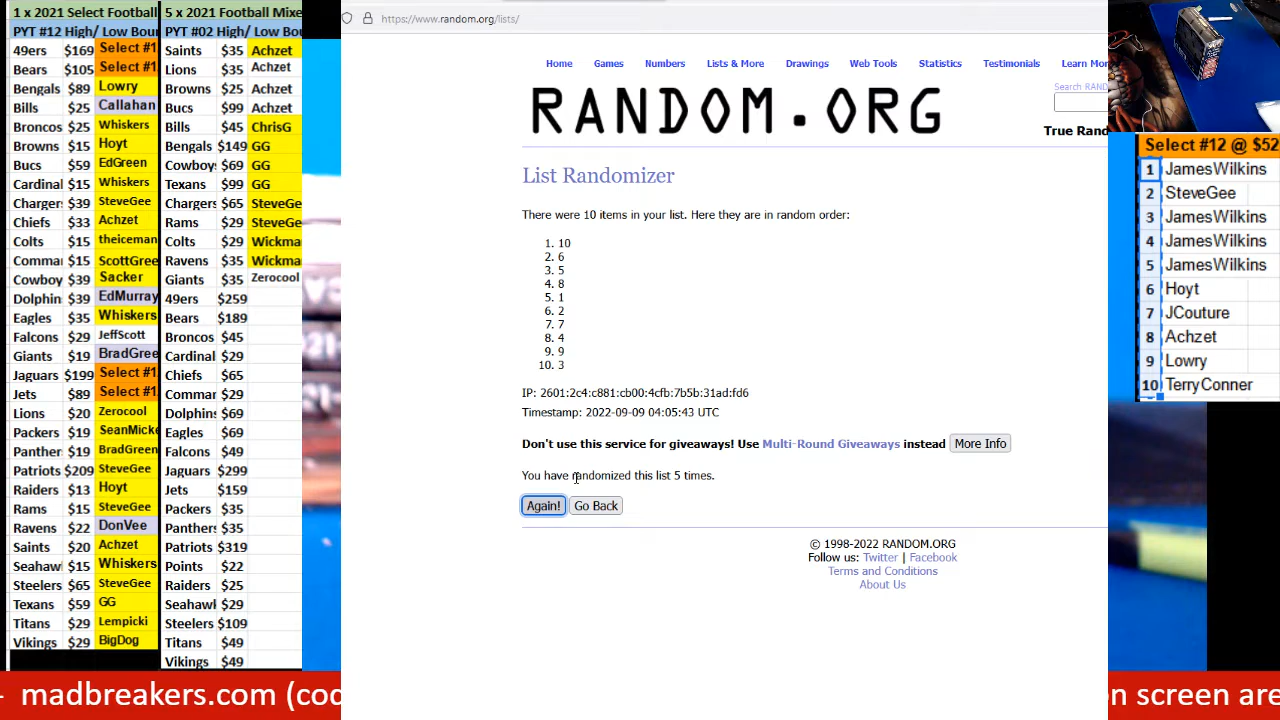 1 x 2021 Select Football
PYT #12 High/ Low Bour
49ers $169 Select #1
Bears $105 Select #1
Bengals $89 Lowry
Bills $25 Callahan
Broncos $25 Whiskers
Browns $15 Hoyt
Bucs $59 EdGreen
Cardinal $15 Whiskers
Charger $39 SteveGee
Chiefs $33 Achzet
Colts $15 theiceman
Commar $15 ScottGree
Cowboy $39 Sacker
Dolphin $39 EdMurray
Eagles $35 Whiskers
Falcons $29 JeffScott
Giants $19 BradGree
Jaguars $199 Select #1
Jets $89 Select #1
Lions $20 Zerocool
Packers $19 SeanMicke
Panther $19 BradGreen
Patriots $209 SteveGee
Raiders $13 Hoyt
Rams $15 SteveGee
Ravens $22 DonVee
Saints $20 Achzet
Seahaw $15 Whiskers
Steelers $65 SteveGee
Texans $59 GG
Titans $29 Lempicki
Vikings $29 BigDog
5 x 2021 Football Mixe
PYT #02 High/ Low Bou
Saints $35 Achzet
Lions $35 Achzet
Browns $25 Achzet
Bucs $99 Achzet
Bills $45 ChrisG
Bengals $149 GG
Cowboy $69 GG
Texans $99 GG
Chargers $65 SteveGe
Rams $29 SteveGe
Colts $29 Wickma
Ravens $35 Wickma
Giants $35 Zerocool
49ers $259
Bears $189
Broncos $45
Cardinal $29
Chiefs $65
Commar $29
Dolphins $69
Eagles $69
Falcons $49
Jaguars $299
Jets $159
Packers $35
Panthers $35
Patriots $319
Points $22
Raiders $25
Seahawk $29
Steelers $109
Titans $49
Vikings $49
https://www.random.org/lists/
Home Games Numbers Lists & More Drawings Web Tools Statistics Testimonials Learn Mor
Search RAND
RANDOM.ORG
True Rand
List Randomizer
There were 10 items in your list. Here they are in random order:
1. 10
2. 6
3. 5
4. 8
5. 1
6. 2
7. 7
8. 4
9. 9
10. 3
IP: 2601:2c4:c881:cb00:4cfb:7b5b:31ad:fd6
Timestamp: 2022-09-09 04:05:43 UTC
Don't use this service for giveaways! Use Multi-Round Giveaways instead More Info
You have randomized this list 5 times.
Again! Go Back
© 1998-2022 RANDOM.ORG
Follow us: Twitter | Facebook
Terms and Conditions
About Us
Select #12 @ $52
1 JamesWilkins
2 SteveGee
3 JamesWilkins
4 JamesWilkins
5 JamesWilkins
6 Hoyt
7 JCouture
8 Achzet
9 Lowry
10 TerryConner
- madbreakers.com (coc
on screen are